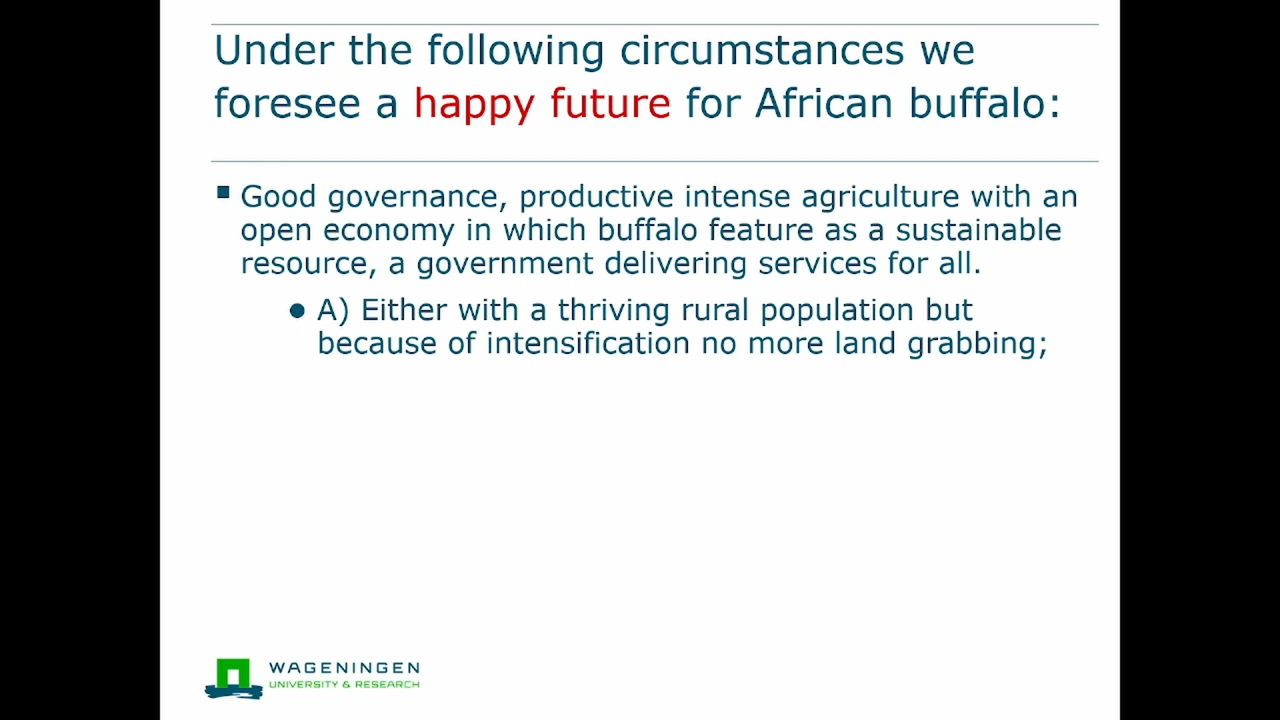 Under the following circumstances we
foresee a happy future for African buffalo:
▪ Good governance, productive intense agriculture with an
open economy in which buffalo feature as a sustainable
resource, a government delivering services for all.
● A) Either with a thriving rural population but
because of intensification no more land grabbing;
WAGENINGEN
UNIVERSITY & RESEARCH